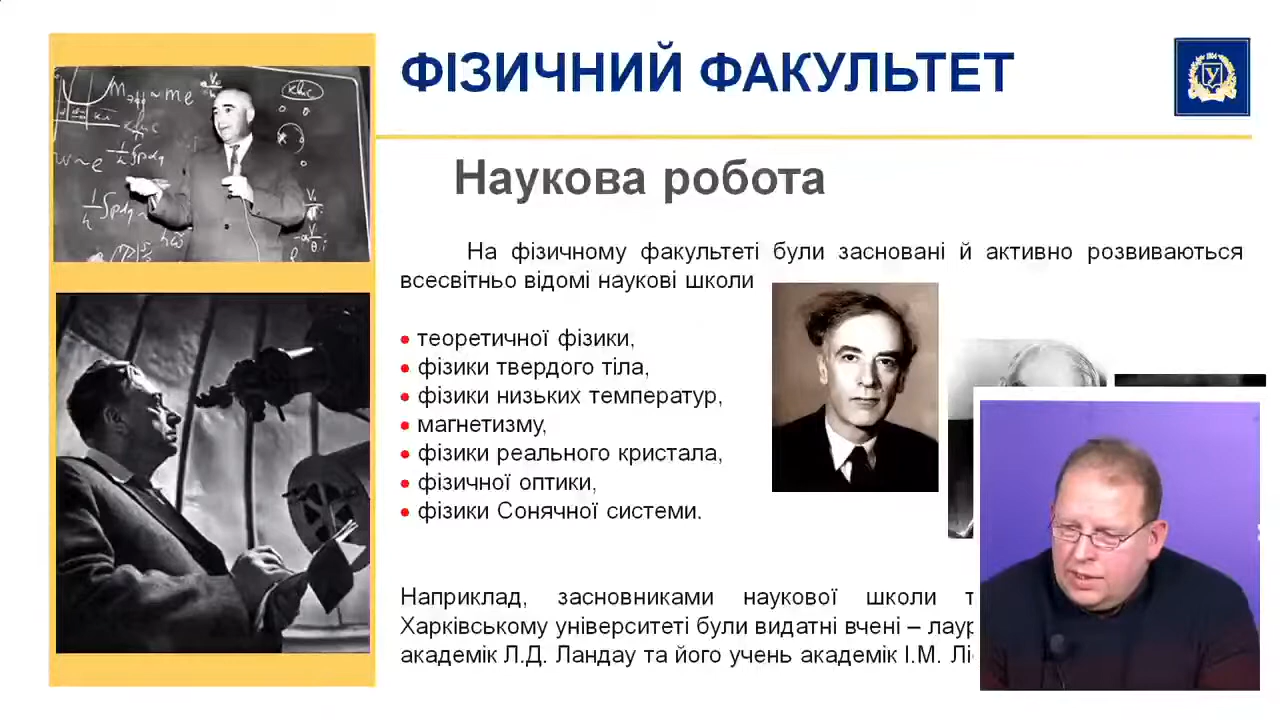 ФІЗИЧНИЙ ФАКУЛЬТЕТ
Наукова робота
На фізичному факультеті були засновані й активно розвиваються
всесвітньо відомі наукові школи
• теоретичної фізики,
• фізики твердого тіла,
• фізики низьких температур,
• магнетизму,
• фізики реального кристала,
• фізичної оптики,
• фізики Сонячної системи.
Наприклад, засновниками наукової школи
Харківському університеті були видатні вчені –
академік Л.Д. Ландау та його учень академік І.М.